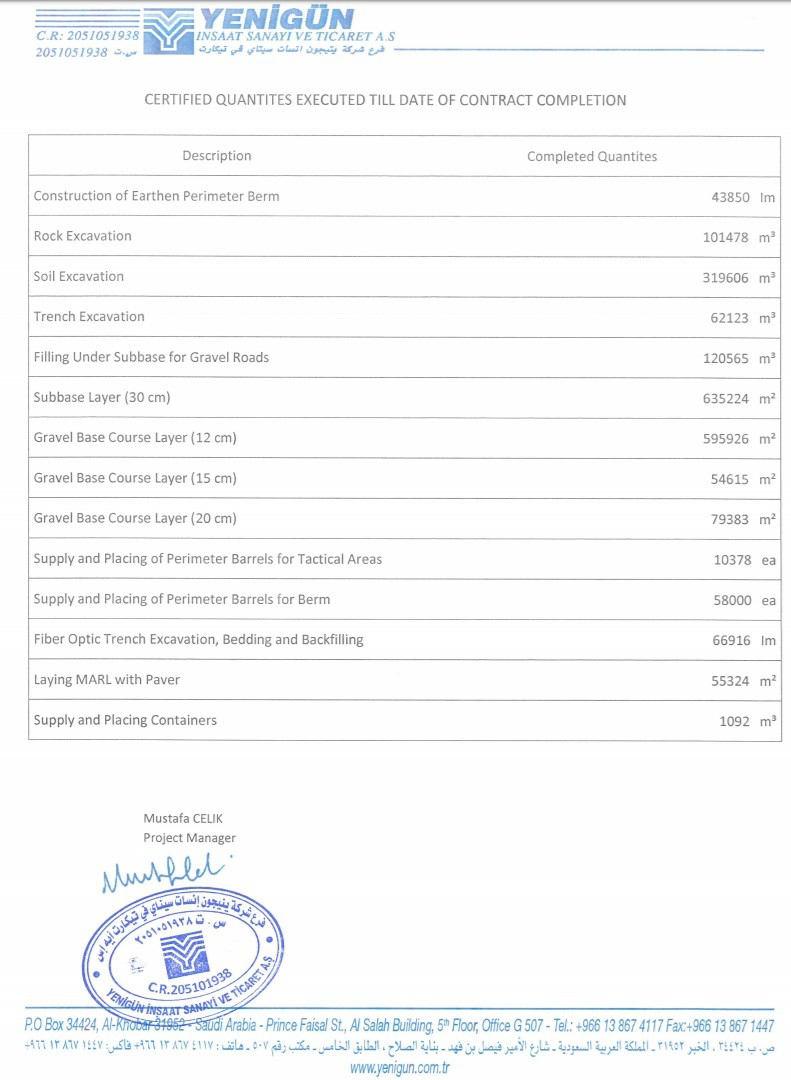 YENİGÜN
İNSAAT SANAYİ VE TİCARET A.S
C.R: 2051051938
2051051938 س.ت
فرع شركة ينيجون انسات سيتاي في تيكارت
CERTIFIED QUANTITES EXECUTED TILL DATE OF CONTRACT COMPLETION
Description Completed Quantites
Construction of Earthen Perimeter Berm 43850 lm
Rock Excavation 101478 m³
Soil Excavation 319606 m³
Trench Excavation 62123 m³
Filling Under Subbase for Gravel Roads 120565 m³
Subbase Layer (30 cm) 635224 m²
Gravel Base Course Layer (12 cm) 595926 m²
Gravel Base Course Layer (15 cm) 54615 m²
Gravel Base Course Layer (20 cm) 79383 m²
Supply and Placing of Perimeter Barrels for Tactical Areas 10378 ea
Supply and Placing of Perimeter Barrels for Berm 58000 ea
Fiber Optic Trench Excavation, Bedding and Backfilling 66916 lm
Laying MARL with Paver 55324 m²
Supply and Placing Containers 1092 m³
Mustafa CELIK
Project Manager
فرع شركة ينيجون إنسات سيناي في تيكارت إيه إس
س . ت ٢٠٥١٠٥١٩٣٨
C.R.205101938
YENİGÜN İNSAAT SANAYİ VE TİCARET A.Ş
P.O Box 34424, Al-Khobar 31952 - Saudi Arabia - Prince Faisal St., Al Salah Building, 5th Floor, Office G 507 - Tel.: +966 13 867 4117 Fax:+966 13 867 1447
ص . ب ٣٤٤٢٤ ، الخبر ٣١٩٥٢ ـ المملكة العربية السعودية ـ شارع الأمير فيصل بن فهد ـ بناية الصلاح ، الطابق الخامس ـ مكتب رقم ٥٠٧ ـ هاتف : ٤١١٧ ٨٦٧ ١٣ ٩٦٦+ فاكس: ١٤٤٧ ٨٦٧ ١٣ ٩٦٦+
www.yenigun.com.tr